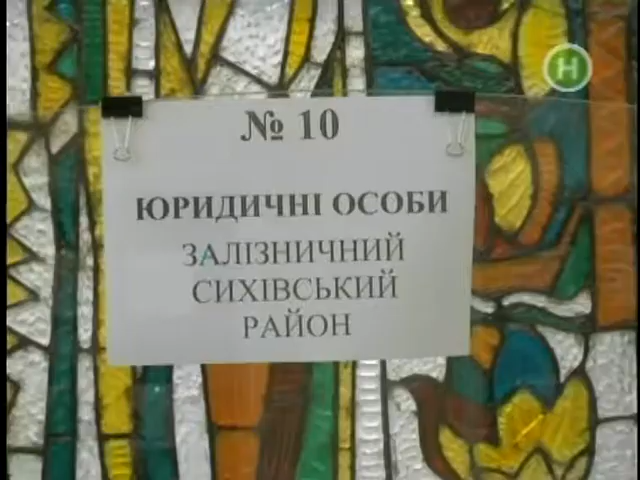 № 10
ЮРИДИЧНІ ОСОБИ
ЗАЛІЗНИЧНИЙ
СИХІВСЬКИЙ
РАЙОН
Н